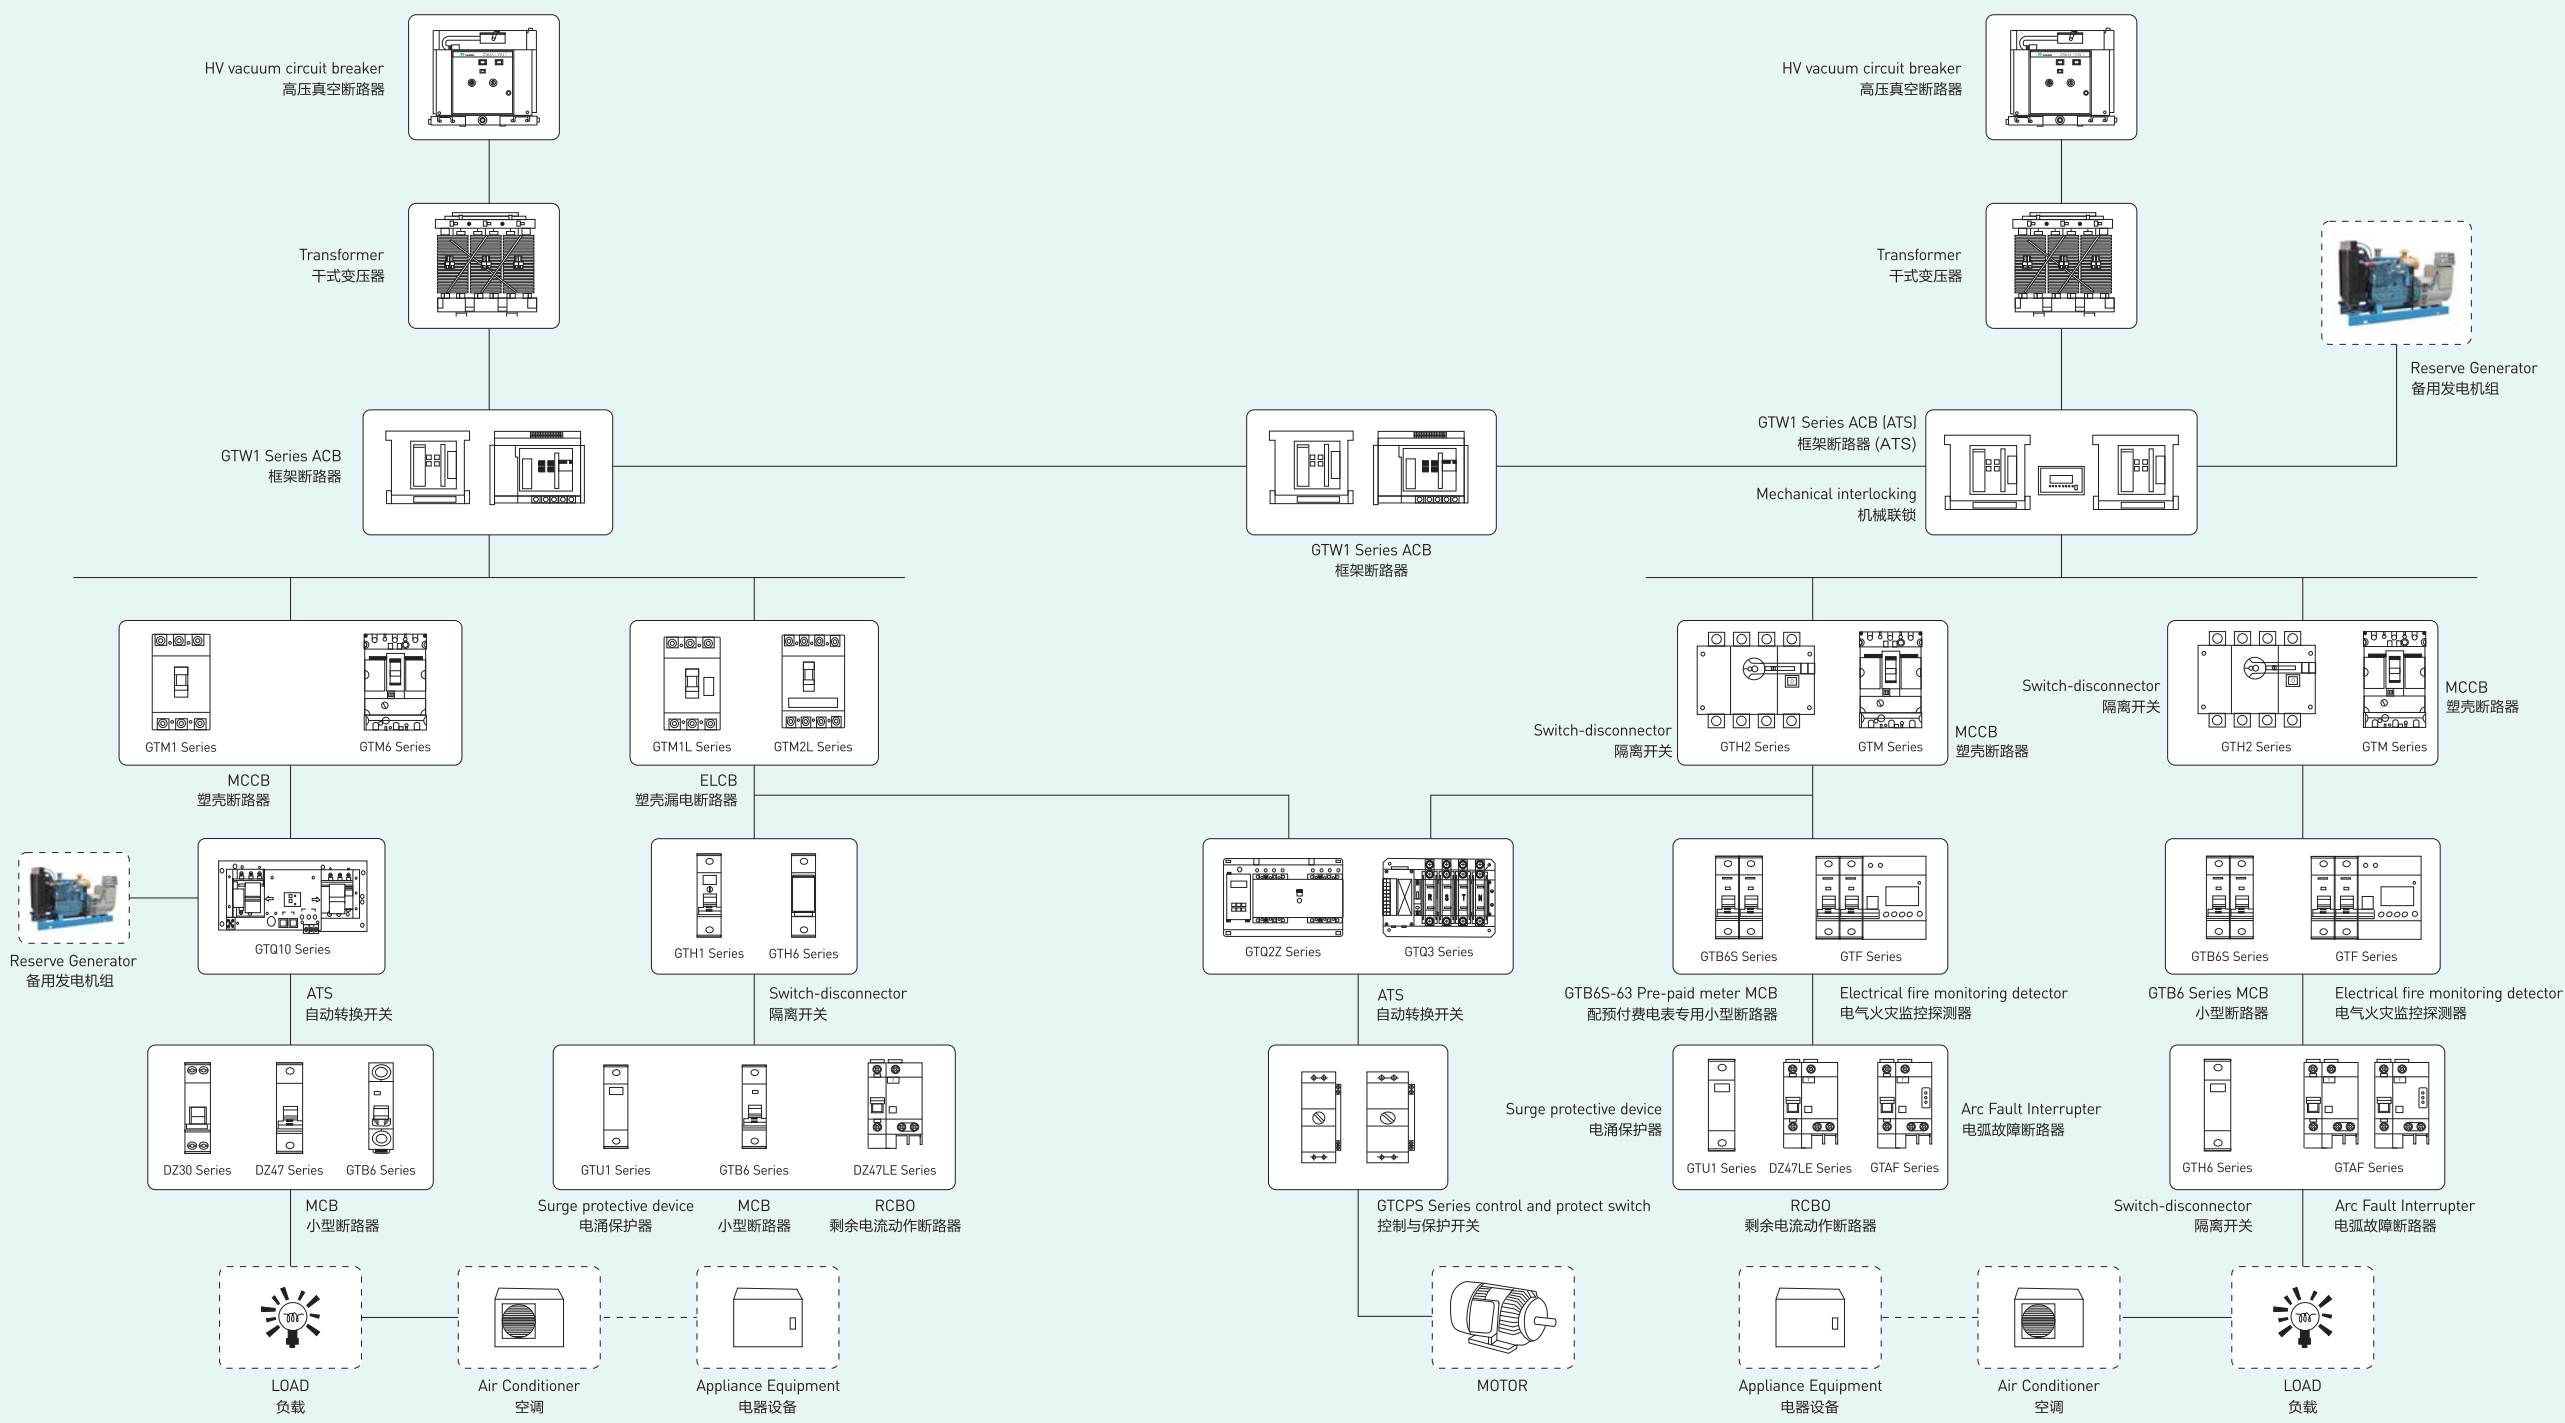 HV vacuum circuit breaker
高压真空断路器
HV vacuum circuit breaker
高压真空断路器
Transformer
干式变压器
Transformer
干式变压器
Reserve Generator
备用发电机组
GTW1 Series ACB
框架断路器
GTW1 Series ACB
框架断路器
GTW1 Series ACB (ATS)
框架断路器 (ATS)
Mechanical interlocking
机械联锁
GTM1 Series
GTM6 Series
MCCB
塑壳断路器
GTM1L Series
GTM2L Series
ELCB
塑壳漏电断路器
Switch-disconnector
隔离开关
GTH2 Series
GTM Series
MCCB
塑壳断路器
Switch-disconnector
隔离开关
GTH2 Series
GTM Series
MCCB
塑壳断路器
Reserve Generator
备用发电机组
GTQ10 Series
ATS
自动转换开关
GTH1 Series
GTH6 Series
Switch-disconnector
隔离开关
R S T N
GTQ2Z Series
GTQ3 Series
ATS
自动转换开关
GTB6S Series
GTF Series
GTB6S-63 Pre-paid meter MCB
配预付费电表专用小型断路器
Electrical fire monitoring detector
电气火灾监控探测器
GTB6S Series
GTF Series
GTB6 Series MCB
小型断路器
Electrical fire monitoring detector
电气火灾监控探测器
DZ30 Series
DZ47 Series
GTB6 Series
MCB
小型断路器
GTU1 Series
GTB6 Series
DZ47LE Series
Surge protective device
电涌保护器
MCB
小型断路器
RCBO
剩余电流动作断路器
GTCPS Series control and protect switch
控制与保护开关
Surge protective device
电涌保护器
GTU1 Series
DZ47LE Series
GTAF Series
Arc Fault Interrupter
电弧故障断路器
RCBO
剩余电流动作断路器
GTH6 Series
GTAF Series
Switch-disconnector
隔离开关
Arc Fault Interrupter
电弧故障断路器
LOAD
负载
Air Conditioner
空调
Appliance Equipment
电器设备
MOTOR
Appliance Equipment
电器设备
Air Conditioner
空调
LOAD
负载